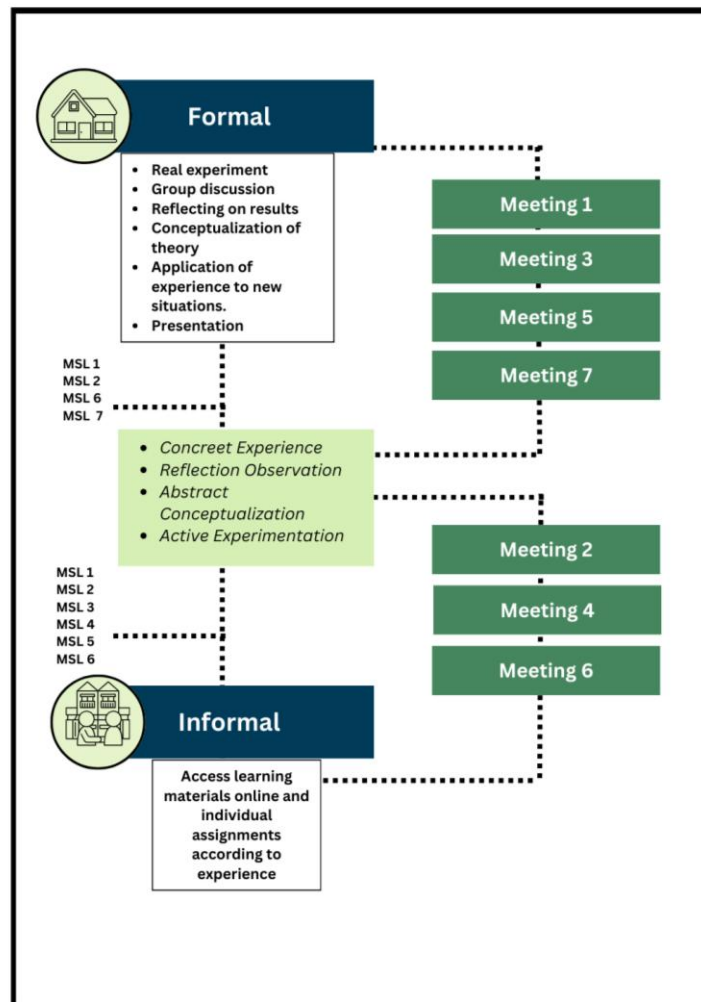 Formal
• Real experiment
• Group discussion
• Reflecting on results
• Conceptualization of
theory
• Application of
experience to new
situations.
• Presentation
Meeting 1
Meeting 3
Meeting 5
Meeting 7
MSL 1
MSL 2
MSL 6
MSL 7
• Concreet Experience
• Reflection Observation
• Abstract
Conceptualization
• Active Experimentation
Meeting 2
Meeting 4
Meeting 6
MSL 1
MSL 2
MSL 3
MSL 4
MSL 5
MSL 6
Informal
Access learning
materials online and
individual
assignments
according to
experience